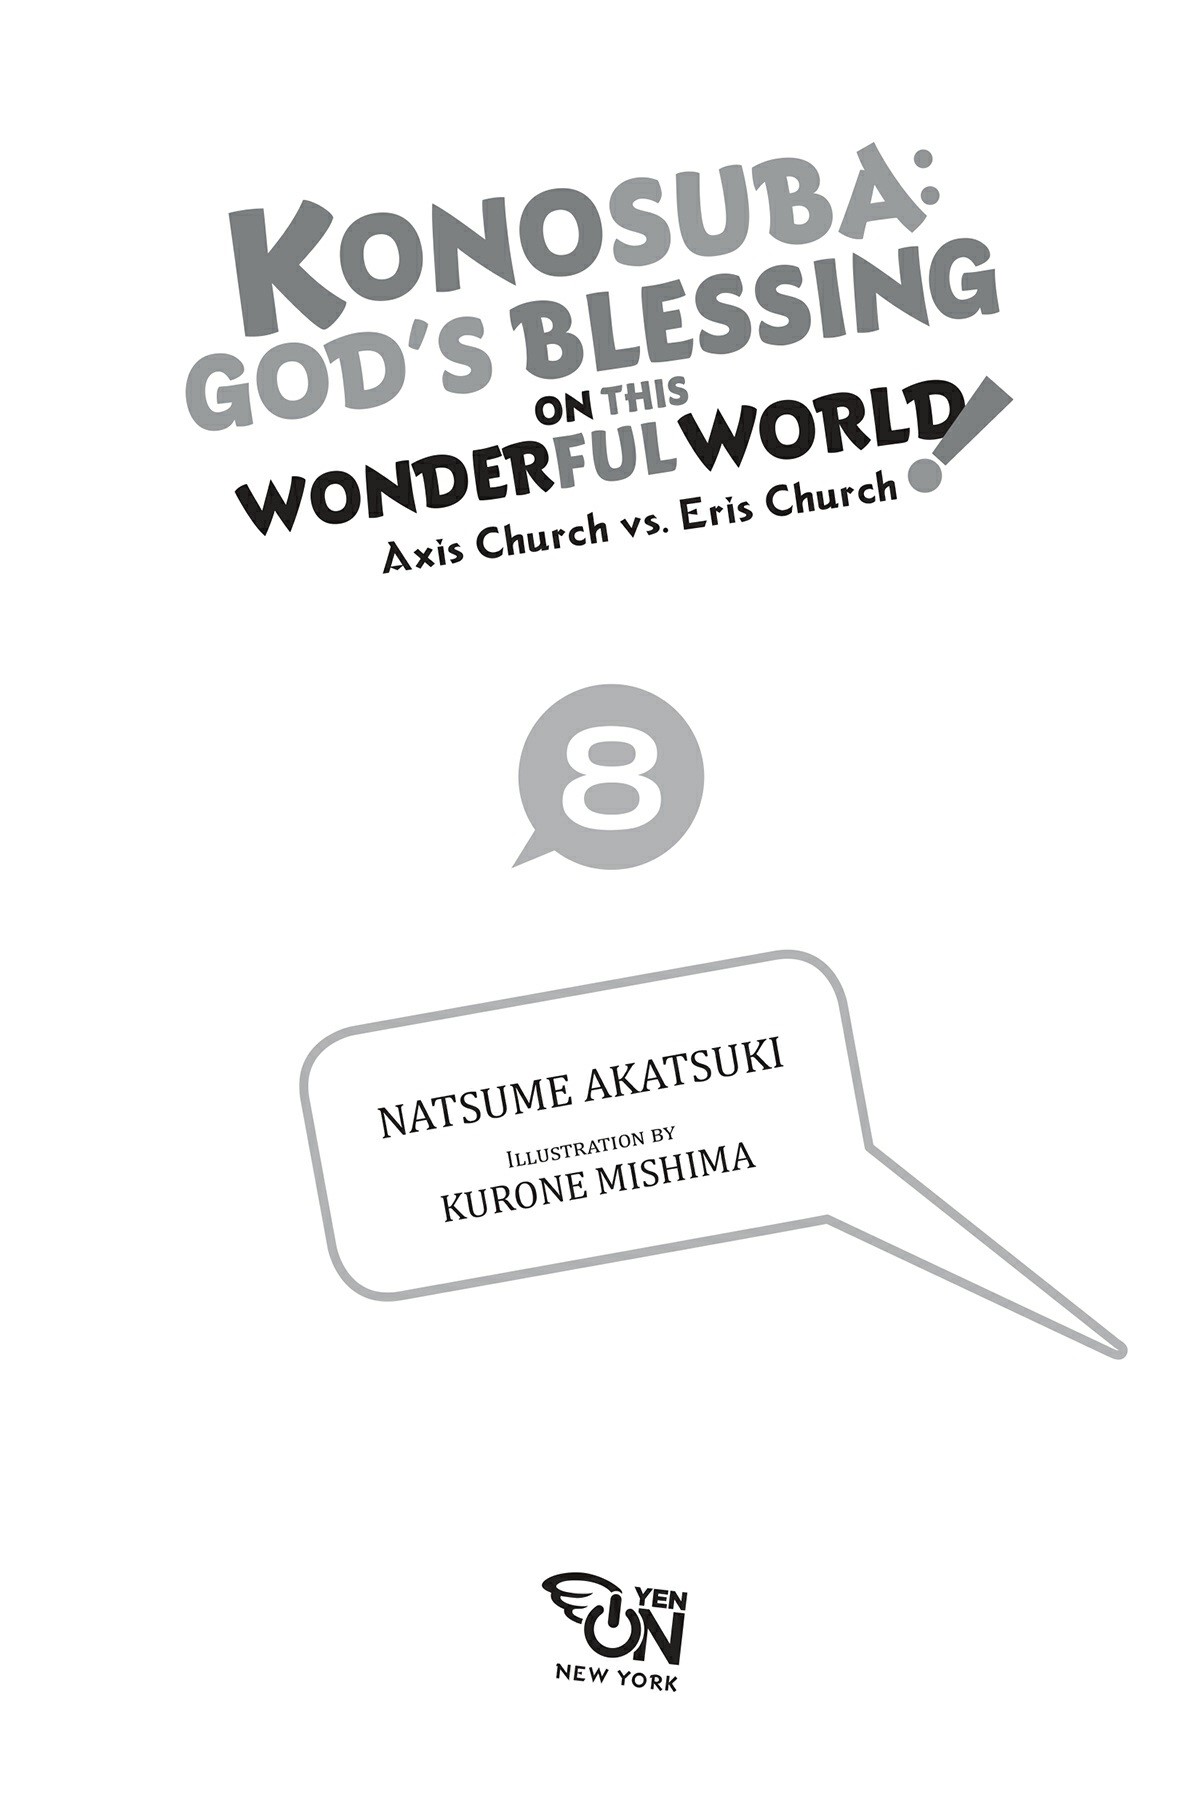 KONOSUBA:
GOD'S BLESSING
ON THIS
WONDERFUL WORLD!
Axis Church vs. Eris Church
8
NATSUME AKATSUKI
ILLUSTRATION BY
KURONE MISHIMA
YEN
ON
NEW YORK